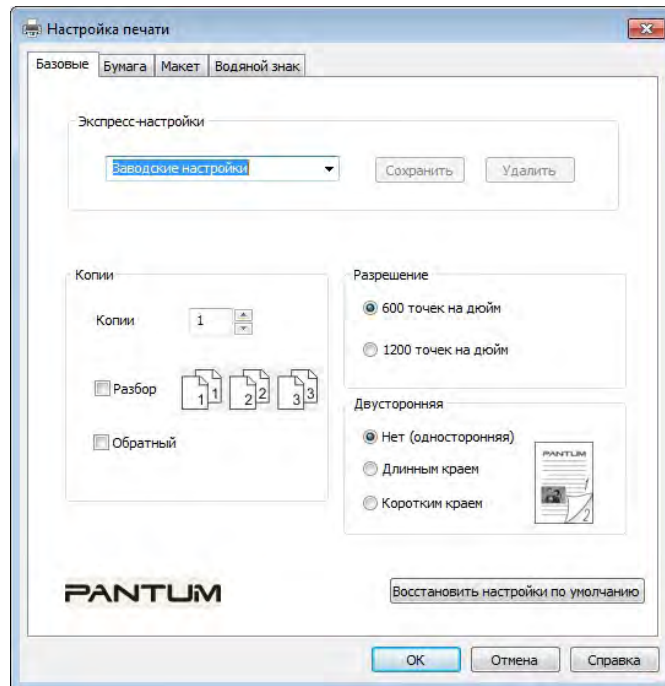 Настройка печати
Базовые Бумага Макет Водяной знак
Экспресс-настройки
Заводские настройки Сохранить Удалить
Копии
Копии 1
Разбор 1 1 2 2 3 3
Обратный
Разрешение
600 точек на дюйм
1200 точек на дюйм
Двусторонняя
Нет (односторонняя)
Длинным краем
Коротким краем
PANTUM
1
2
PANTUM
Восстановить настройки по умолчанию
ОК Отмена Справка